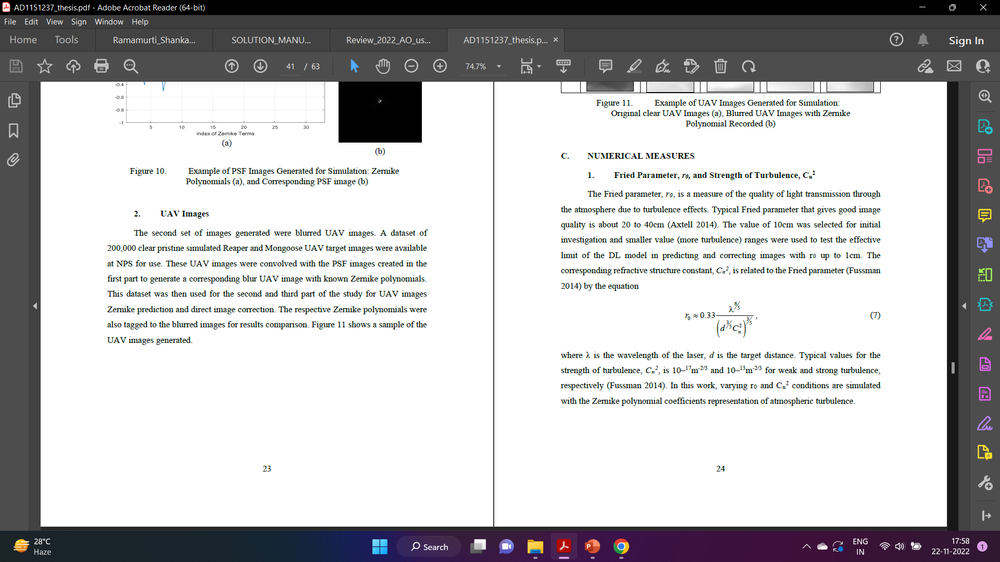 AD1151237_thesis.pdf - Adobe Acrobat Reader (64-bit)
File Edit View Sign Window Help
Home Tools Ramamurti_Shanka... SOLUTION_MANU... Review_2022_AO_us... AD1151237_thesis.p... × Sign In
41 / 63 74.7%
-0.4
-0.6
-0.8
-1
5 10 15 20 25 30
Index of Zernike Terms
(a)
(b)
Figure 10. Example of PSF Images Generated for Simulation: Zernike
Polynomials (a), and Corresponding PSF image (b)
2. UAV Images
The second set of images generated were blurred UAV images. A dataset of
200,000 clear pristine simulated Reaper and Mongoose UAV target images were available
at NPS for use. These UAV images were convolved with the PSF images created in the
first part to generate a corresponding blur UAV image with known Zernike polynomials.
This dataset was then used for the second and third part of the study for UAV images
Zernike prediction and direct image correction. The respective Zernike polynomials were
also tagged to the blurred images for results comparison. Figure 11 shows a sample of the
UAV images generated.
23
Figure 11. Example of UAV Images Generated for Simulation:
Original clear UAV Images (a), Blurred UAV Images with Zernike
Polynomial Recorded (b)
C. NUMERICAL MEASURES
1. Fried Parameter, r₀, and Strength of Turbulence, Cₙ²
The Fried parameter, r₀, is a measure of the quality of light transmission through
the atmosphere due to turbulence effects. Typical Fried parameter that gives good image
quality is about 20 to 40cm (Axtell 2014). The value of 10cm was selected for initial
investigation and smaller value (more turbulence) ranges were used to test the effective
limit of the DL model in predicting and correcting images with r₀ up to 1cm. The
corresponding refractive structure constant, Cₙ², is related to the Fried parameter (Fussman
2014) by the equation
r₀ ≈ 0.33 λ^(6/5) / (d^(3/5) Cₙ²)^(3/5) , (7)
where λ is the wavelength of the laser, d is the target distance. Typical values for the
strength of turbulence, Cₙ², is 10–¹⁷m⁻²/³ and 10–¹³m⁻²/³ for weak and strong turbulence,
respectively (Fussman 2014). In this work, varying r₀ and Cₙ² conditions are simulated
with the Zernike polynomial coefficients representation of atmospheric turbulence.
24
28°C
Haze
Search
ENG
IN
17:58
22-11-2022
1